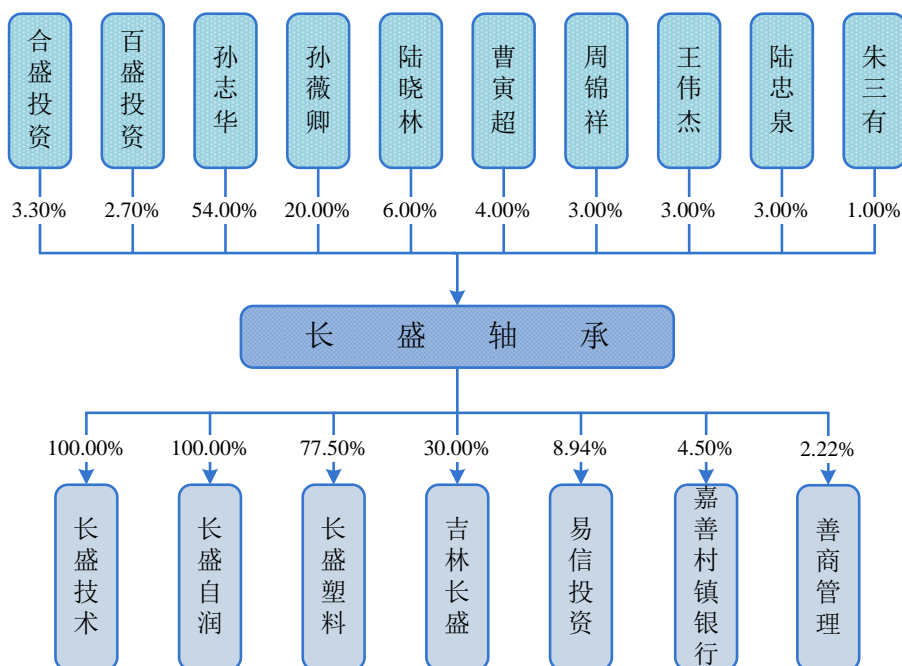 合盛投资
百盛投资
孙志华
孙薇卿
陆晓林
曹寅超
周锦祥
王伟杰
陆忠泉
朱三有
3.30%
2.70%
54.00%
20.00%
6.00%
4.00%
3.00%
3.00%
3.00%
1.00%
长盛轴承
100.00%
100.00%
77.50%
30.00%
8.94%
4.50%
2.22%
长盛技术
长盛自润
长盛塑料
吉林长盛
易信投资
嘉善村镇银行
善商管理